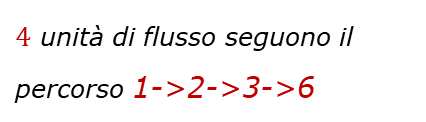 4 unità di flusso seguono il
percorso 1->2->3->6